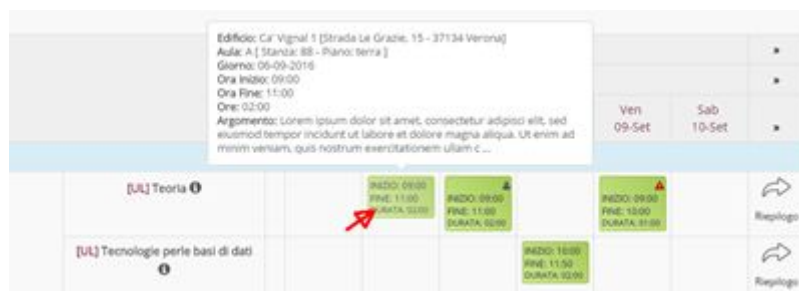 Edificio: Ca' Vignal 1 [Strada Le Grazie, 15 - 37134 Verona]
Aula: A [ Stanza: 88 - Piano: terra ]
Giorno: 06-09-2016
Ora Inizio: 09:00
Ora Fine: 11:00
Ore: 02:00
Argomento: Lorem ipsum dolor sit amet, consectetur adipisci elit, sed
eiusmod tempor incidunt ut labore et dolore magna aliqua. Ut enim ad
minim veniam, quis nostrum exercitationem ullam c ...
Ven
09-Set
Sab
10-Set
[UL] Teoria
INIZIO: 09:00
FINE: 11:00
DURATA: 02:00
INIZIO: 09:00
FINE: 11:00
DURATA: 02:00
INIZIO: 09:00
FINE: 10:00
DURATA: 01:00
Riepilogo
[UL] Tecnologie perle basi di dati
INIZIO: 10:00
FINE: 11:50
DURATA: 02:00
Riepilogo